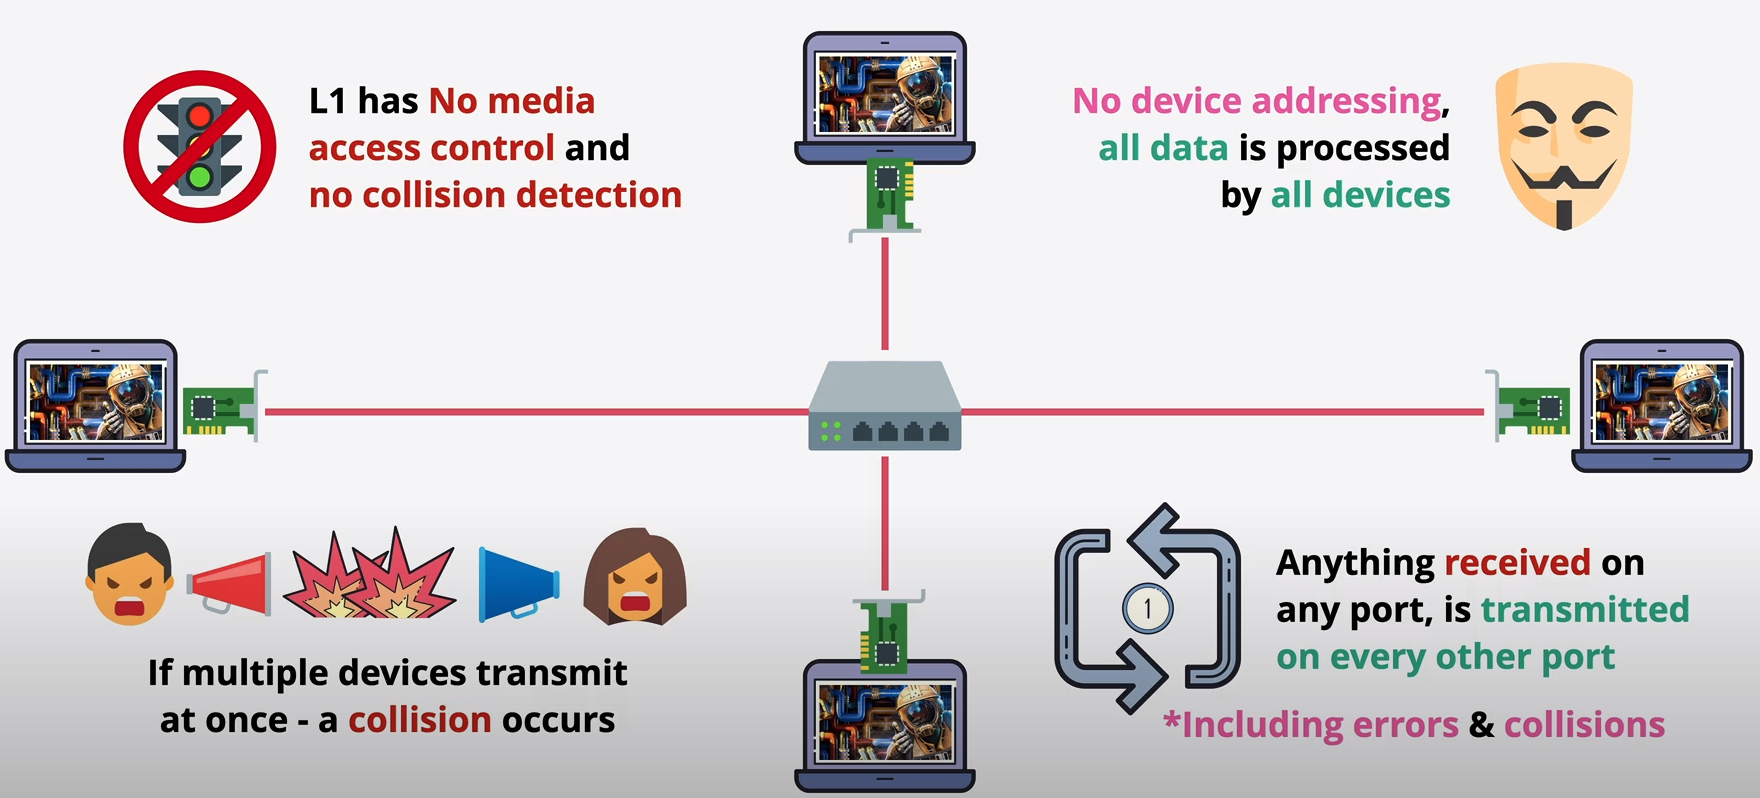 L1 has No media
access control and
no collision detection
No device addressing,
all data is processed
by all devices
If multiple devices transmit
at once - a collision occurs
1
Anything received on
any port, is transmitted
on every other port
*Including errors & collisions